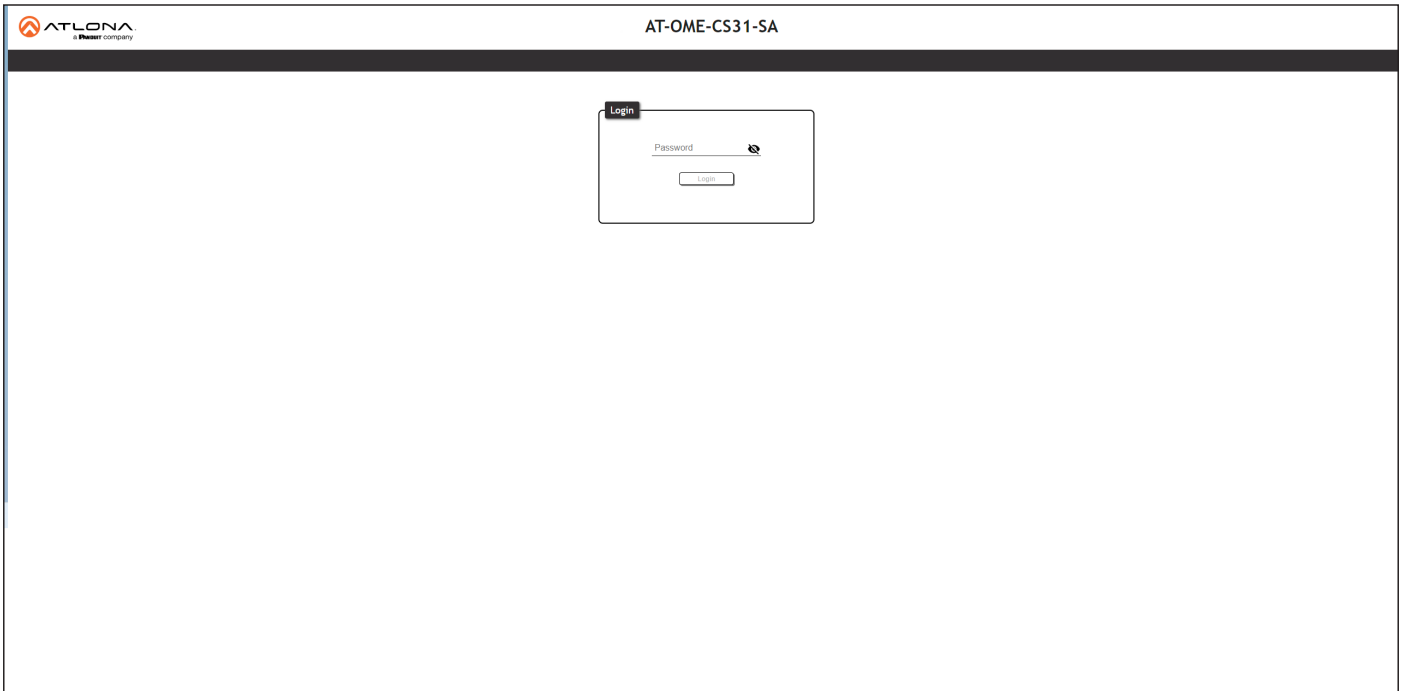 ATLONA.
a PANDUIT company
AT-OME-CS31-SA
Login
Password
Login